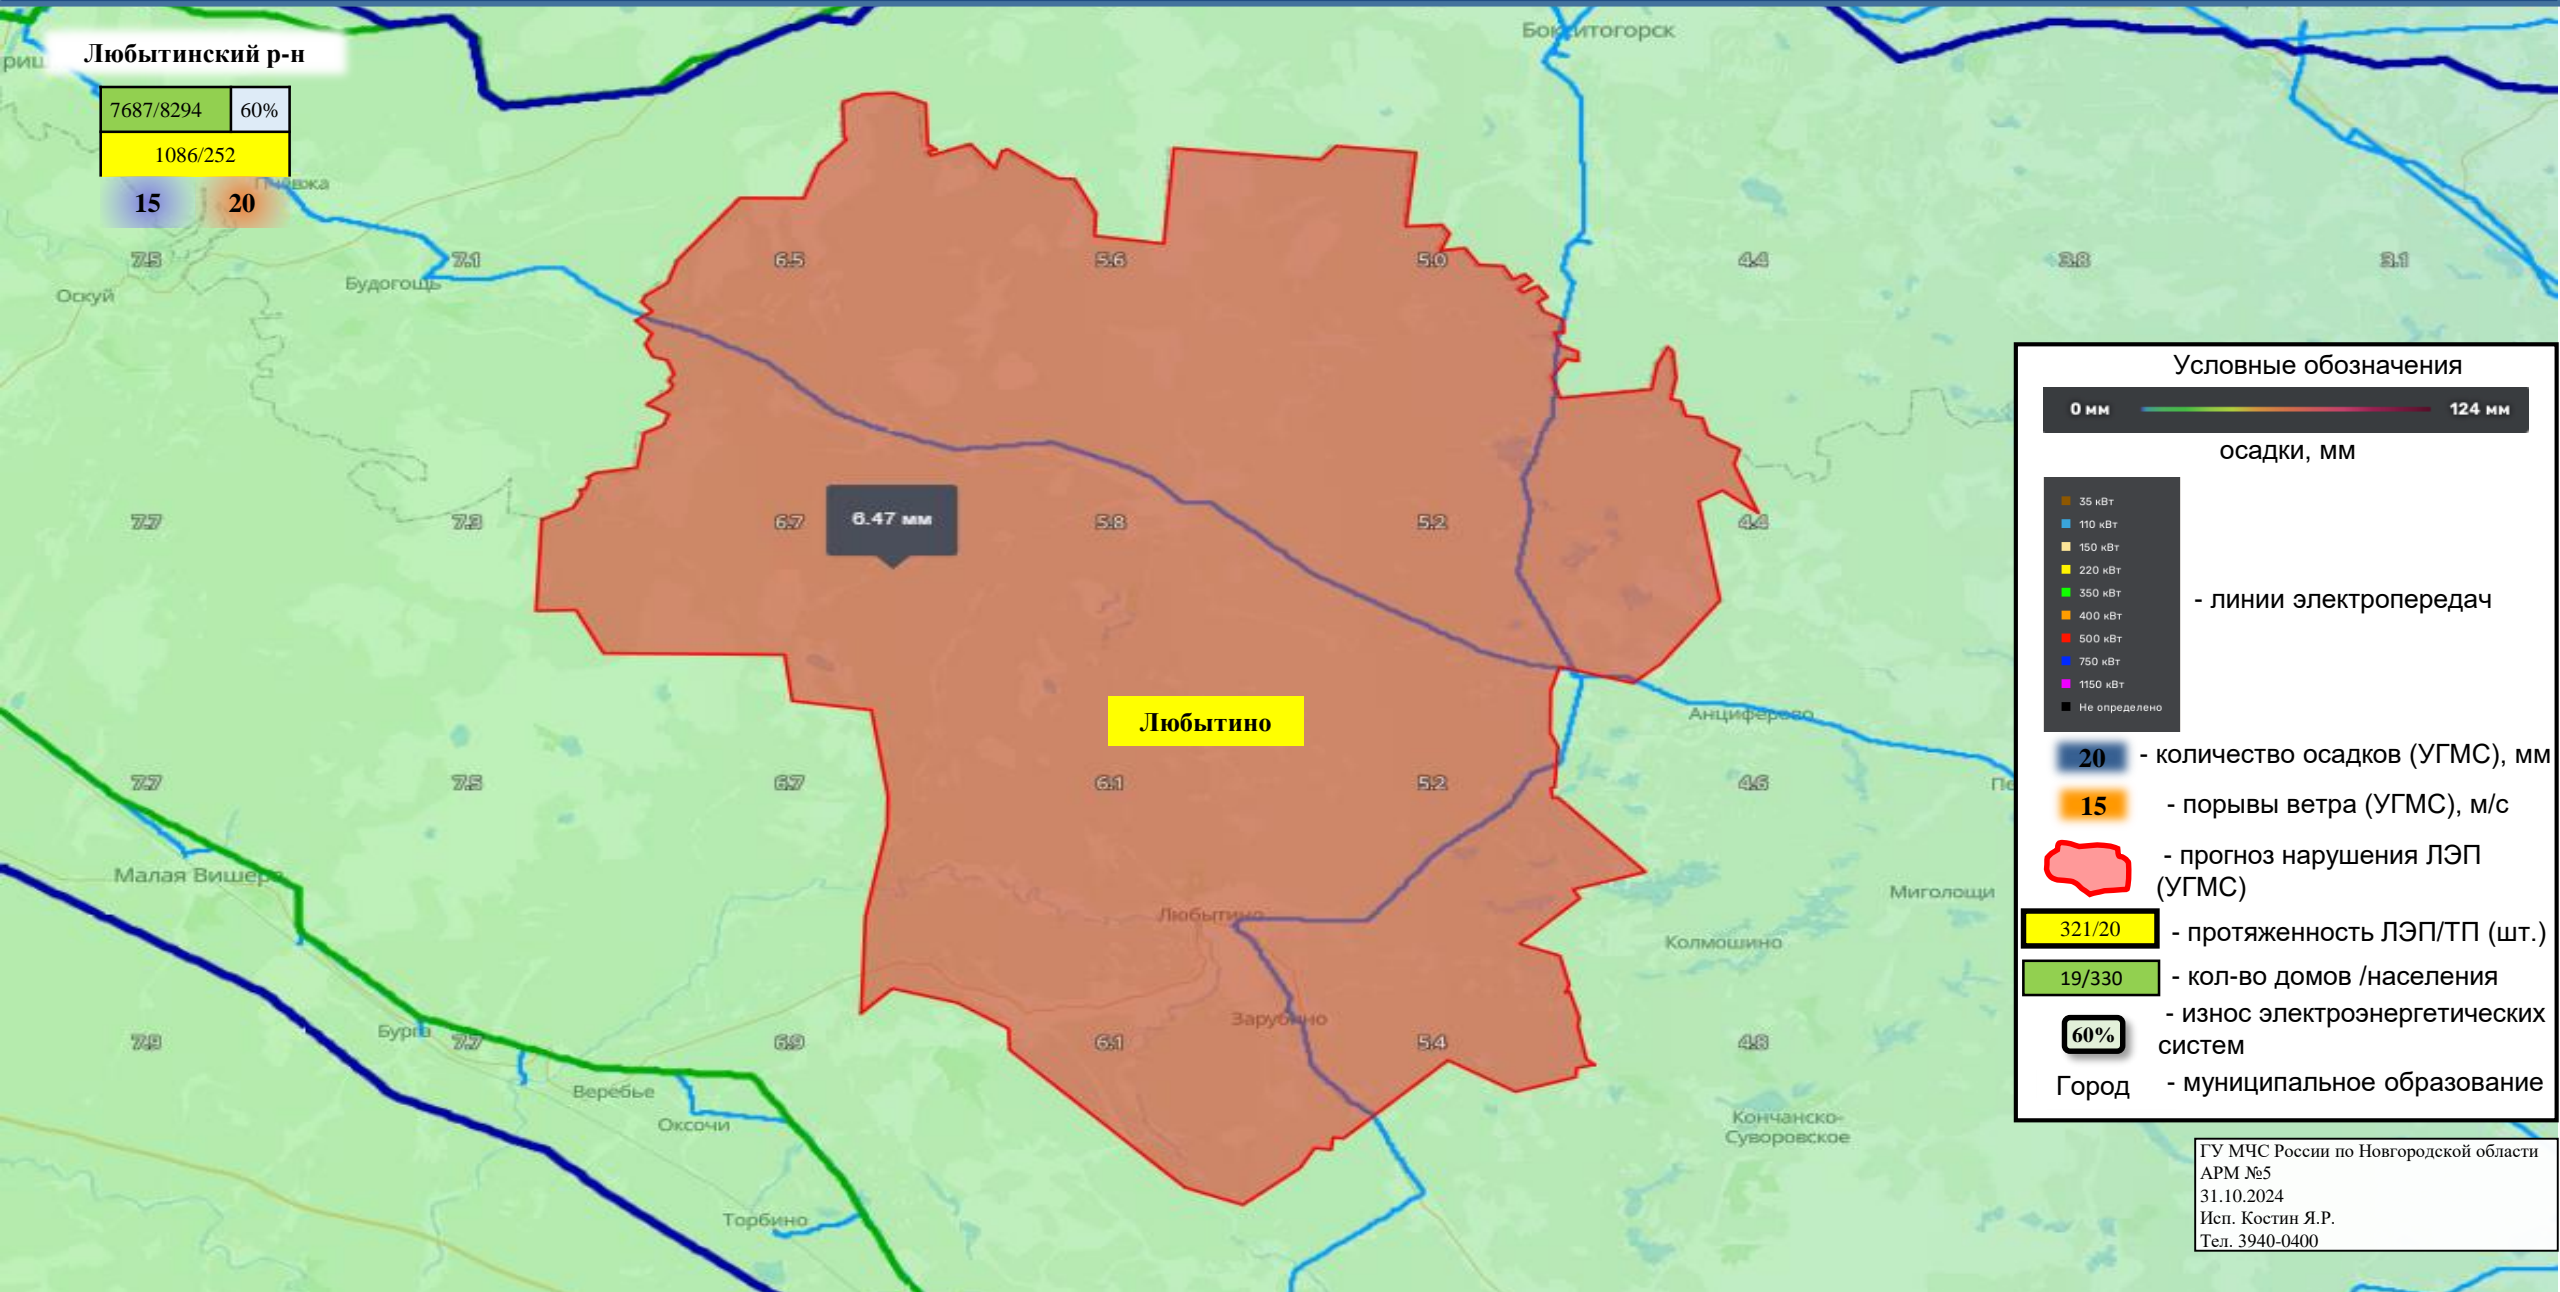 Любытинский р-н
7687/8294 60%
1086/252
15 20
Бок
итогорск
7.5 7.1 6.5 5.6 5.0 4.4 3.8 3.1
Оскуй
Будогощь
7.7 7.3 6.7 6.47 мм 5.8 5.2 4.4
Любытино
Анциферово
7.7 7.5 6.7 6.1 5.2 4.6
Малая Вишера
Миголощи
Любытино
Колмошино
Зарубино
Бурга
7.9 7.7 6.9 6.1 5.4 4.8
Веребье
Оксочи
Кончанско-
Суворовское
Торбино
Условные обозначения
0 мм 124 мм
осадки, мм
35 кВт
110 кВт
150 кВт
220 кВт
350 кВт
400 кВт
500 кВт
750 кВт
1150 кВт
Не определено
- линии электропередач
20 - количество осадков (УГМС), мм
15 - порывы ветра (УГМС), м/с
- прогноз нарушения ЛЭП
(УГМС)
321/20 - протяженность ЛЭП/ТП (шт.)
19/330 - кол-во домов /населения
60% - износ электроэнергетических
систем
Город - муниципальное образование
ГУ МЧС России по Новгородской области
АРМ №5
31.10.2024
Исп. Костин Я.Р.
Тел. 3940-0400